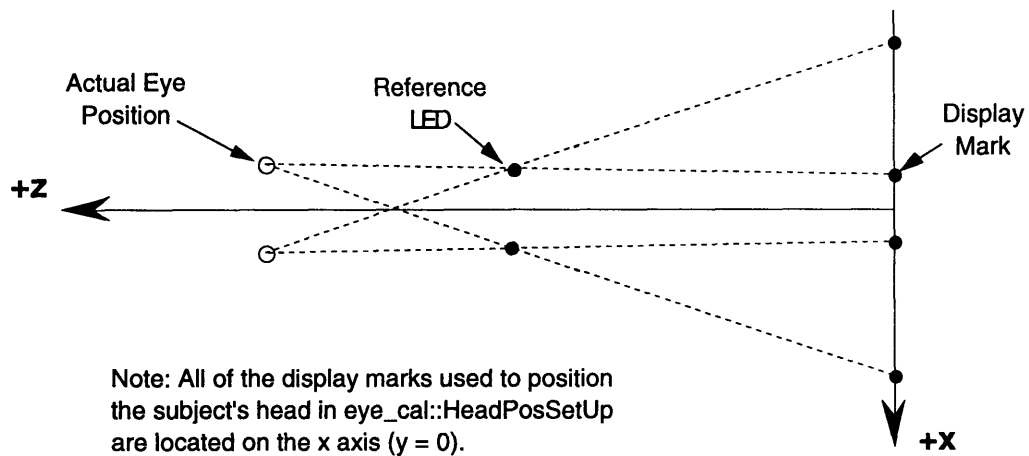 Actual Eye
Position
Reference
LED
Display
Mark
+z
Note: All of the display marks used to position
the subject's head in eye_cal::HeadPosSetUp
are located on the x axis (y = 0).
+x